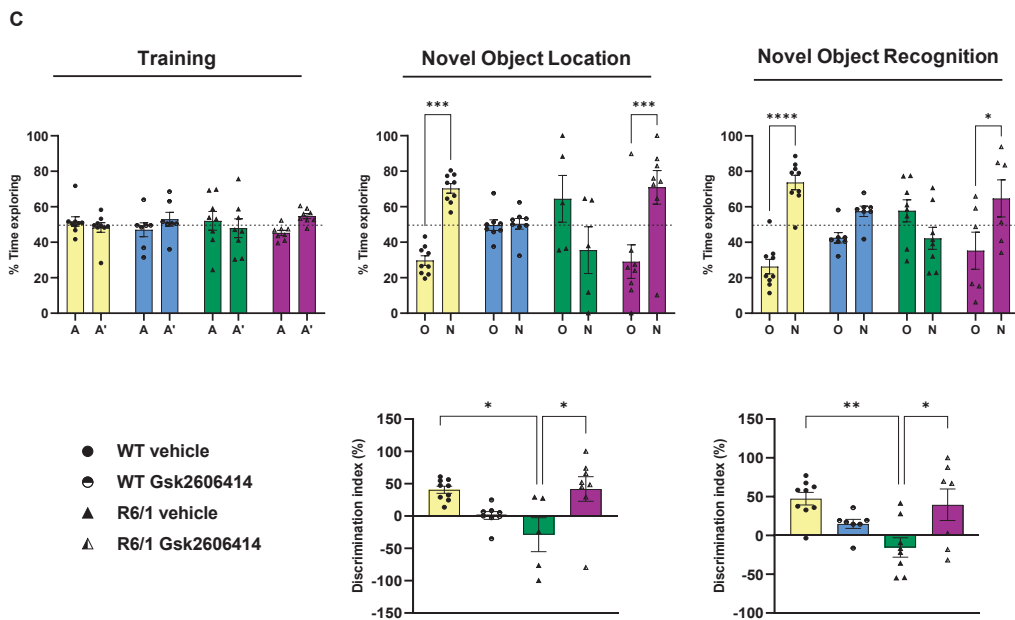 C
Training
Novel Object Location
Novel Object Recognition
% Time exploring
100
80
60
40
20
0
A A' A A' A A' A A'
% Time exploring
100
80
60
40
20
0
*** ***
O N O N O N O N
% Time exploring
100
80
60
40
20
0
**** *
O N O N O N O N
WT vehicle
WT Gsk2606414
R6/1 vehicle
R6/1 Gsk2606414
Discrimination index (%)
150
100
50
0
-50
-100
-150
* *
Discrimination index (%)
150
100
50
0
-50
-100
** *